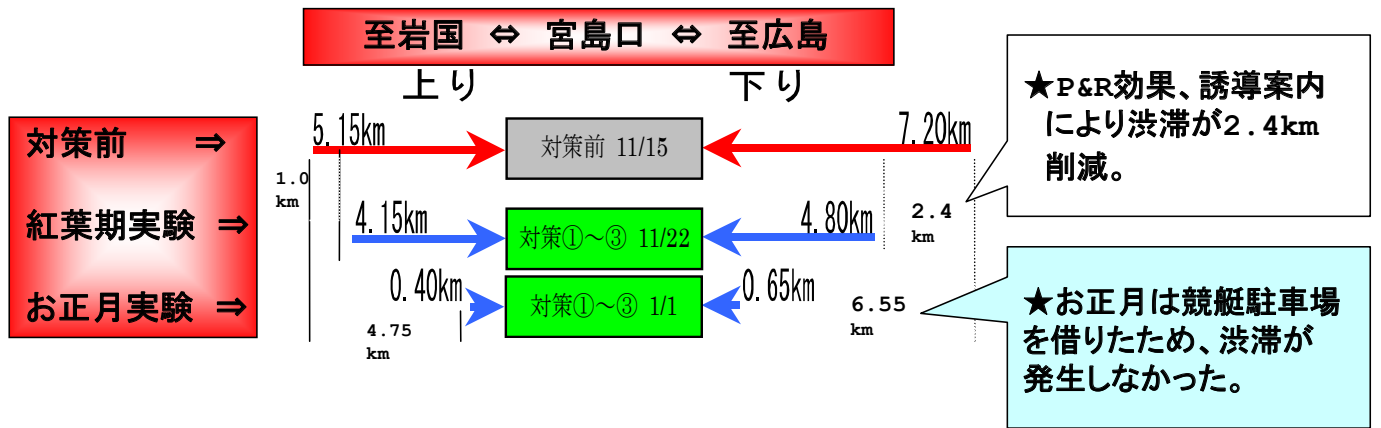 至岩国 ⇔ 宮島口 ⇔ 至広島
上り 下り
対策前 ⇒
5.15km
対策前 11/15
7.20km
1.0
km
紅葉期実験 ⇒
4.15km
対策①～③ 11/22
4.80km
2.4
km
お正月実験 ⇒
0.40km
対策①～③ 1/1
0.65km
4.75
km
6.55
km
★P&R効果、誘導案内
により渋滞が2.4km
削減。
★お正月は競艇駐車場
を借りたため、渋滞が
発生しなかった。